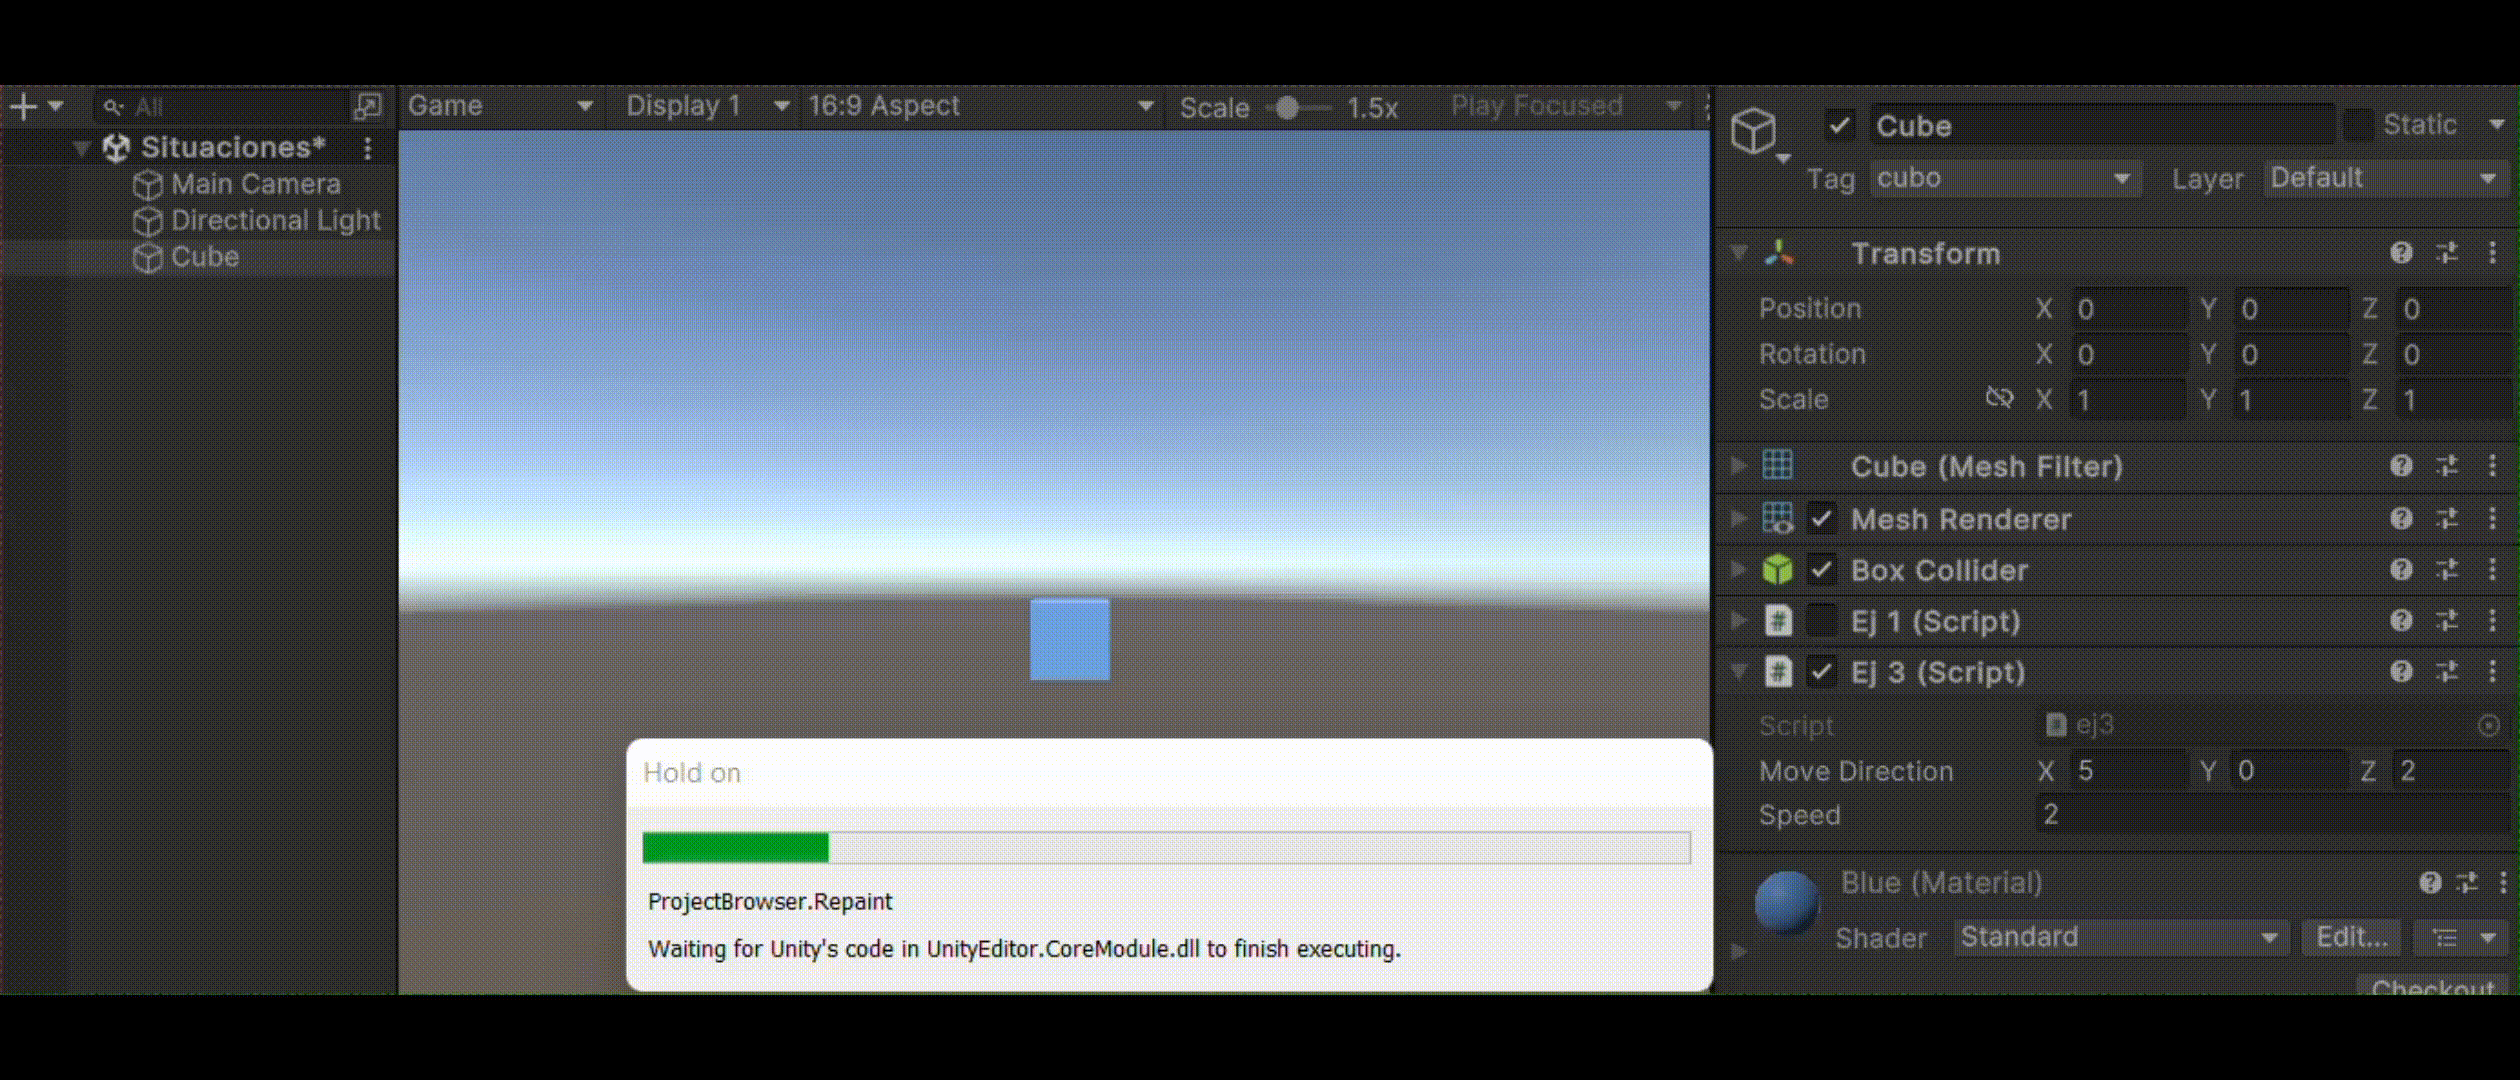 All
Situaciones*
Main Camera
Directional Light
Cube
Game Display 1 16:9 Aspect Scale 1.5x Play Focused
Hold on
ProjectBrowser.Repaint
Waiting for Unity's code in UnityEditor.CoreModule.dll to finish executing.
Cube Static
Tag cubo Layer Default
Transform
Position X 0 Y 0 Z 0
Rotation X 0 Y 0 Z 0
Scale X 1 Y 1 Z 1
Cube (Mesh Filter)
Mesh Renderer
Box Collider
# Ej 1 (Script)
# Ej 3 (Script)
Script ej3
Move Direction X 5 Y 0 Z 2
Speed 2
Blue (Material)
Shader Standard Edit...
Checkout